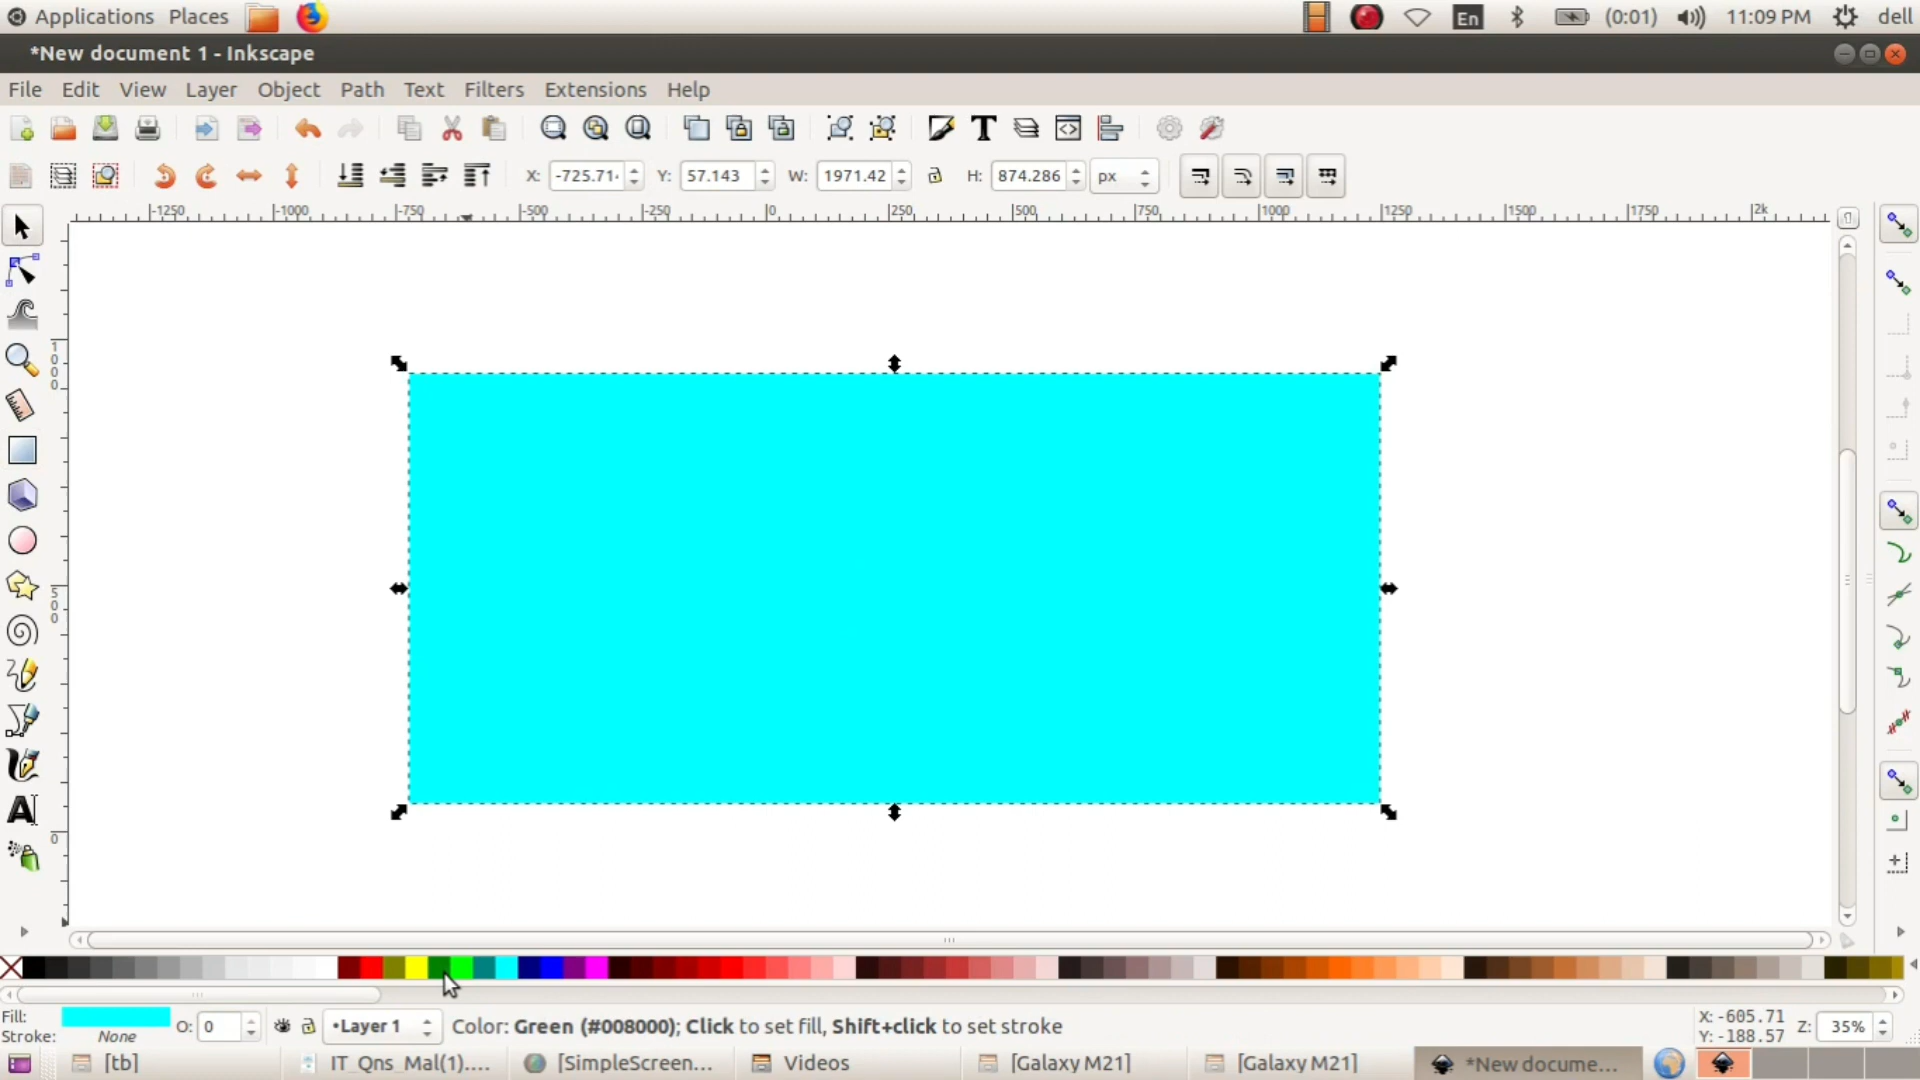 Applications Places En (0:01) 11:09 PM dell
*New document 1 - Inkscape
File Edit View Layer Object Path Text Filters Extensions Help
X: -725.71 Y: 57.143 W: 1971.42 H: 874.286 px
-1250 -1000 -750 -500 -250 0 250 500 750 1000 1250 1500 1750 2k
1000
500
0
Fill:
Stroke: None
O: 0 •Layer 1 Color: Green (#008000); Click to set fill, Shift+click to set stroke
X: -605.71
Y: -188.57
Z: 35%
[tb] IT_Qns_Mal(1).... [SimpleScreen... Videos [Galaxy M21] [Galaxy M21] *New docume...